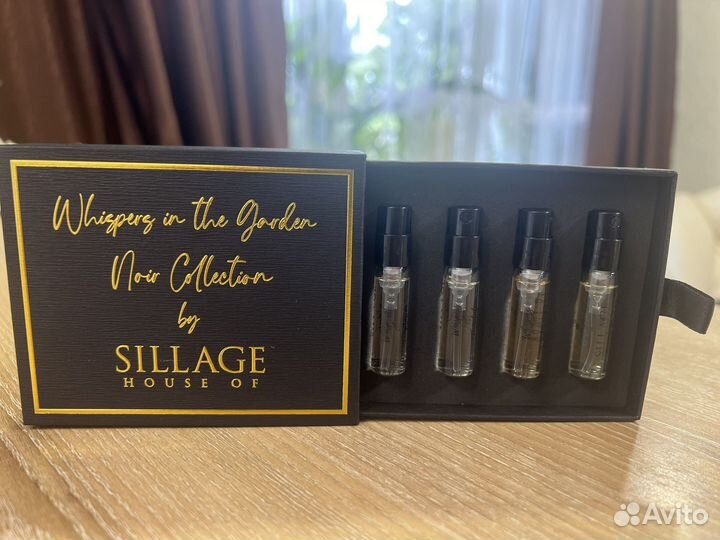 Whispers in the Garden
Noir Collection
by
SILLAGE
HOUSE OF
Avito